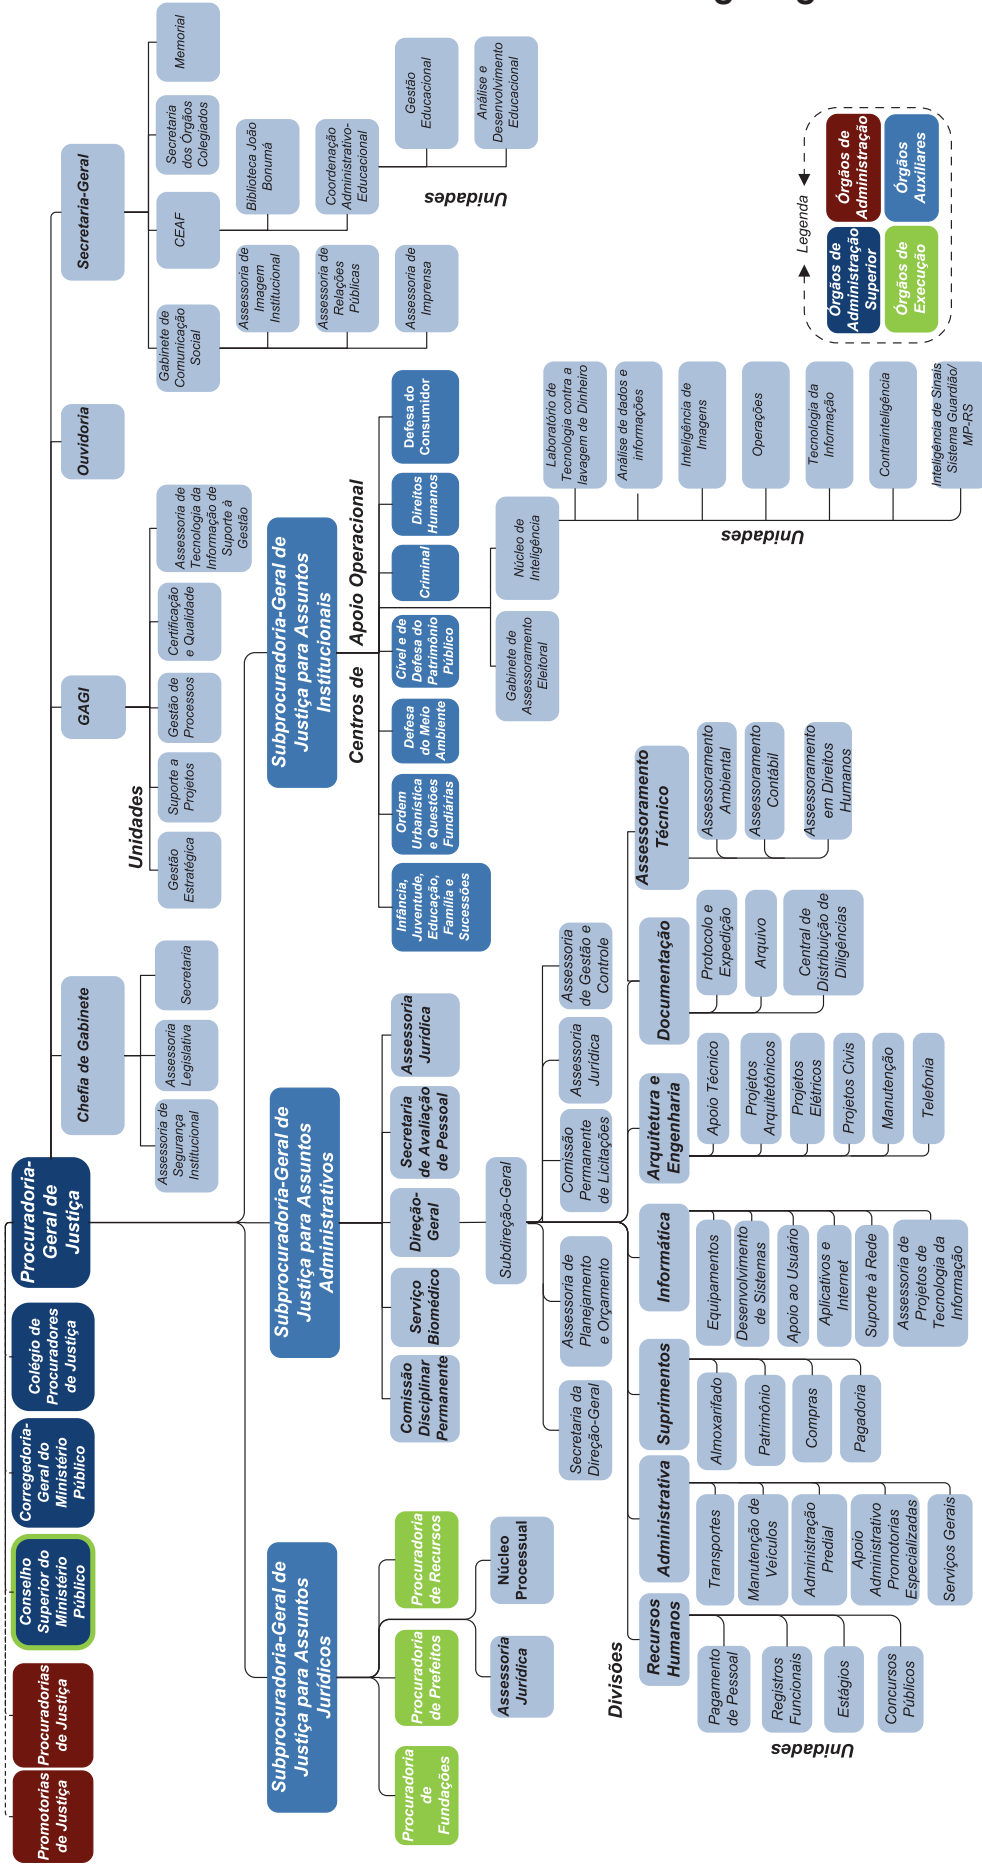 Promotorias
de Justiça
Procuradorias
de Justiça
Conselho
Superior do
Ministério
Público
Corregedoria-
Geral do
Ministério
Público
Colégio de
Procuradores
de Justiça
Procuradoria-
Geral de
Justiça
Chefia de Gabinete
Assessoria de
Segurança
Institucional
Assessoria
Legislativa
Secretaria
GAGI
Unidades
Gestão
Estratégica
Suporte a
Projetos
Gestão de
Processos
Certificação
e Qualidade
Assessoria de
Tecnologia da
Informação de
Suporte à
Gestão
Ouvidoria
Secretaria-Geral
Gabinete de
Comunicação
Social
CEAF
Secretaria
dos Órgãos
Colegiados
Memorial
Assessoria de
Imagem
Institucional
Assessoria de
Relações
Públicas
Assessoria de
Imprensa
Biblioteca João
Bonumá
Coordenação
Administrativo-
Educacional
Gestão
Educacional
Análise e
Desenvolvimento
Educacional
Unidades
Subprocuradoria-Geral de
Justiça para Assuntos
Jurídicos
Procuradoria
de
Fundações
Procuradoria
de Prefeitos
Procuradoria
de Recursos
Assessoria
Jurídica
Núcleo
Processual
Subprocuradoria-Geral de
Justiça para Assuntos
Administrativos
Comissão
Disciplinar
Permanente
Serviço
Biomédico
Direção-
Geral
Secretaria
de Avaliação
de Pessoal
Assessoria
Jurídica
Subdireção-Geral
Secretaria da
Direção-Geral
Assessoria de
Planejamento
e Orçamento
Comissão
Permanente
de Licitações
Assessoria
Jurídica
Assessoria
de Gestão e
Controle
Subprocuradoria-Geral de
Justiça para Assuntos
Institucionais
Centros de Apoio Operacional
Infância,
Juventude,
Educação,
Família e
Sucessões
Ordem
Urbanística
e Questões
Fundiárias
Defesa
do Meio
Ambiente
Cível e de
Defesa do
Patrimônio
Público
Criminal
Direitos
Humanos
Defesa do
Consumidor
Gabinete de
Assessoramento
Eleitoral
Núcleo de
Inteligência
Laboratório de
Tecnologia contra a
lavagem de Dinheiro
Análise de dados e
informações
Inteligência de
Imagens
Operações
Tecnologia da
Informação
Contrainteligência
Inteligência de Sinais
Sistema Guardião/
MP-RS
Unidades
Divisões
Recursos
Humanos
Pagamento
de Pessoal
Registros
Funcionais
Estágios
Concursos
Públicos
Unidades
Administrativa
Transportes
Manutenção de
Veículos
Administração
Predial
Apoio
Administrativo
Promotorias
Especializadas
Serviços Gerais
Suprimentos
Almoxarifado
Patrimônio
Compras
Pagadoria
Informática
Equipamentos
Desenvolvimento
de Sistemas
Apoio ao Usuário
Aplicativos e
Internet
Suporte à Rede
Assessoria de
Projetos de
Tecnologia da
Informação
Arquitetura e
Engenharia
Apoio Técnico
Projetos
Arquitetônicos
Projetos
Elétricos
Projetos Civis
Manutenção
Telefonia
Documentação
Protocolo e
Expedição
Arquivo
Central de
Distribuição de
Diligências
Assessoramento
Técnico
Assessoramento
Ambiental
Assessoramento
Contábil
Assessoramento
em Direitos
Humanos
Legenda
Órgãos de
Administração
Superior
Órgãos de
Administração
Órgãos de
Execução
Órgãos
Auxiliares